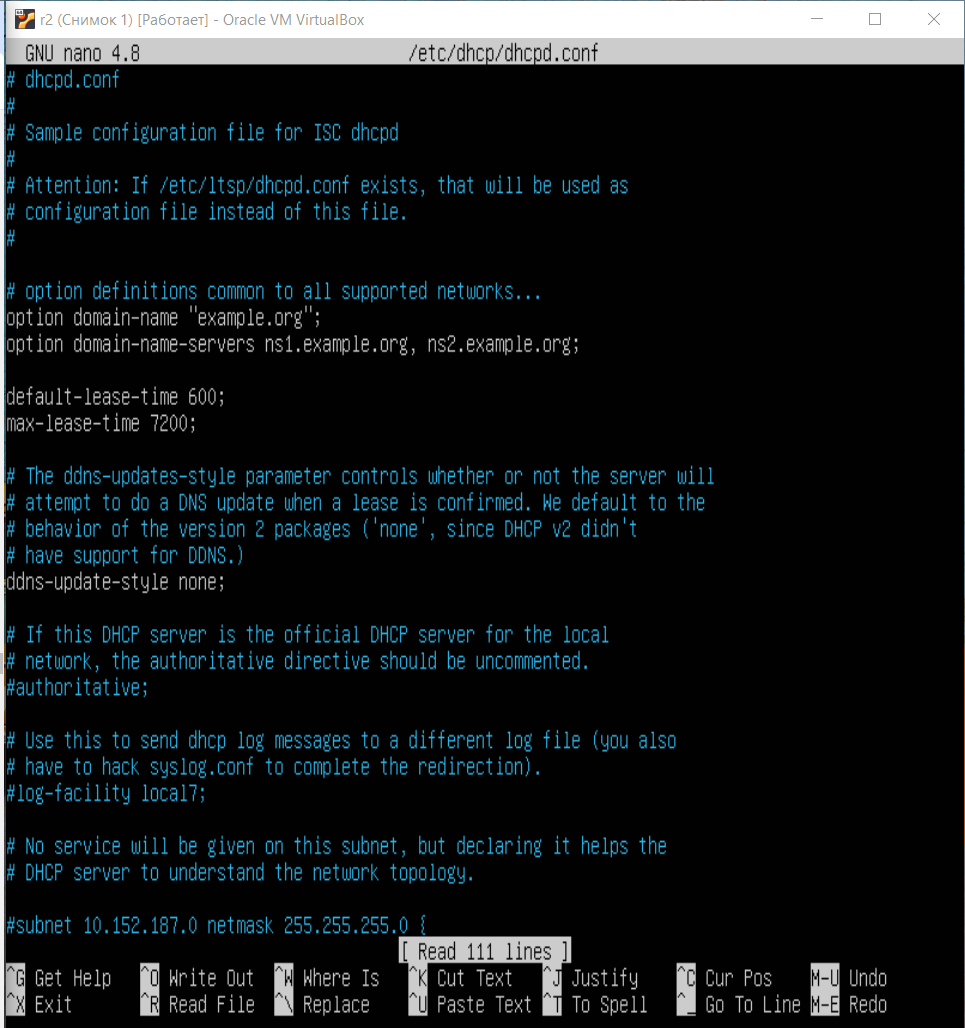 r2 (Снимок 1) [Работает] - Oracle VM VirtualBox
GNU nano 4.8 /etc/dhcp/dhcpd.conf
# dhcpd.conf
#
# Sample configuration file for ISC dhcpd
#
# Attention: If /etc/ltsp/dhcpd.conf exists, that will be used as
# configuration file instead of this file.
#
# option definitions common to all supported networks...
option domain-name "example.org";
option domain-name-servers ns1.example.org, ns2.example.org;
default-lease-time 600;
max-lease-time 7200;
# The ddns-updates-style parameter controls whether or not the server will
# attempt to do a DNS update when a lease is confirmed. We default to the
# behavior of the version 2 packages ('none', since DHCP v2 didn't
# have support for DDNS.)
ddns-update-style none;
# If this DHCP server is the official DHCP server for the local
# network, the authoritative directive should be uncommented.
#authoritative;
# Use this to send dhcp log messages to a different log file (you also
# have to hack syslog.conf to complete the redirection).
#log-facility local7;
# No service will be given on this subnet, but declaring it helps the
# DHCP server to understand the network topology.
#subnet 10.152.187.0 netmask 255.255.255.0 {
[ Read 111 lines ]
^G Get Help ^O Write Out ^W Where Is ^K Cut Text ^J Justify ^C Cur Pos M-U Undo
^X Exit ^R Read File ^\ Replace ^U Paste Text ^T To Spell ^_ Go To Line M-E Redo